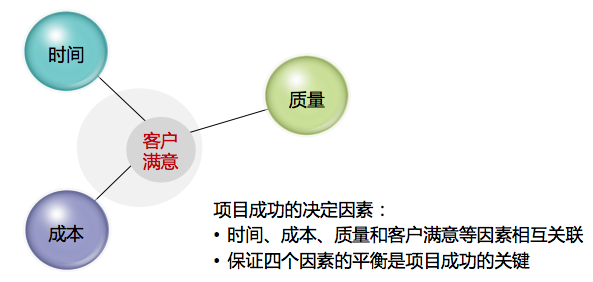 时间
质量
客户
满意
成本
项目成功的决定因素：
• 时间、成本、质量和客户满意等因素相互关联
• 保证四个因素的平衡是项目成功的关键